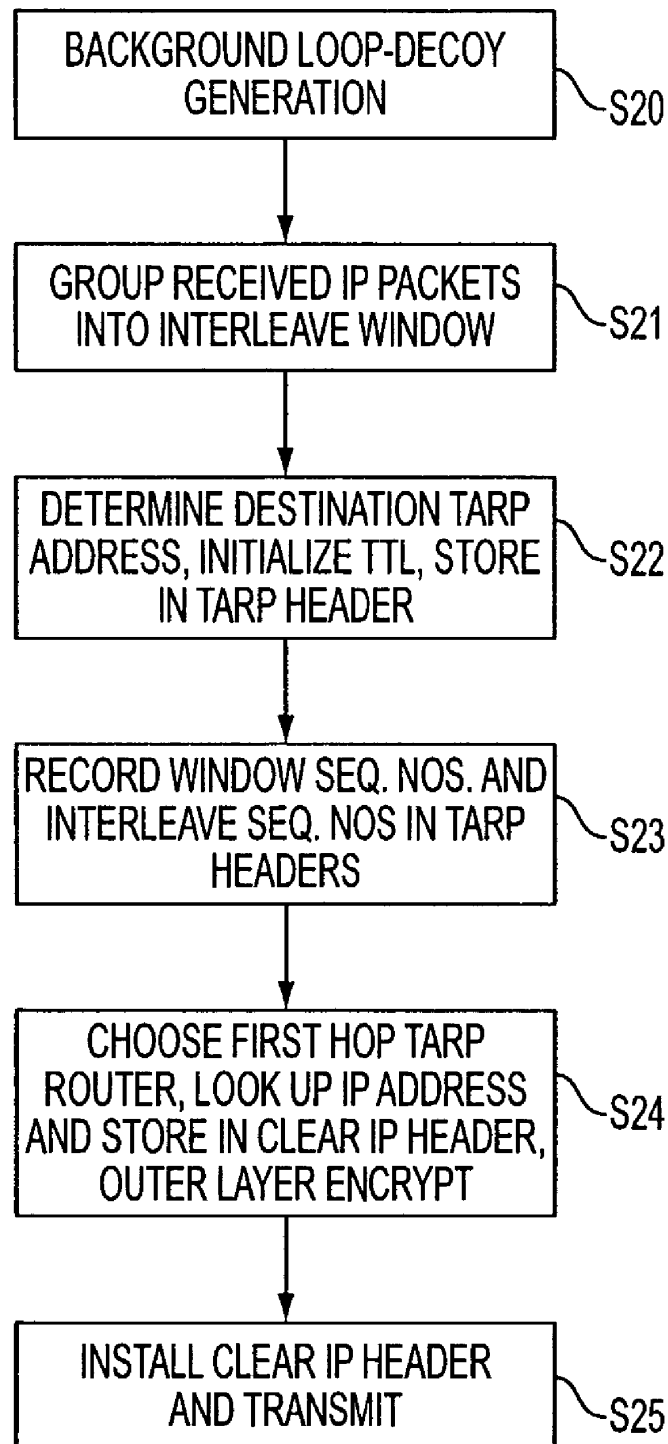 BACKGROUND LOOP-DECOY
GENERATION
S20
GROUP RECEIVED IP PACKETS
INTO INTERLEAVE WINDOW
S21
DETERMINE DESTINATION TARP
ADDRESS, INITIALIZE TTL, STORE
IN TARP HEADER
S22
RECORD WINDOW SEQ. NOS. AND
INTERLEAVE SEQ. NOS IN TARP
HEADERS
S23
CHOOSE FIRST HOP TARP
ROUTER, LOOK UP IP ADDRESS
AND STORE IN CLEAR IP HEADER,
OUTER LAYER ENCRYPT
S24
INSTALL CLEAR IP HEADER
AND TRANSMIT
S25